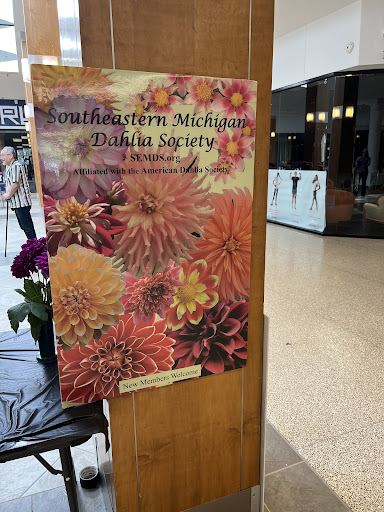 Southeastern Michigan
Dahlia Society
SEMDS.org
Affiliated with the American Dahlia Society
New Members Welcome